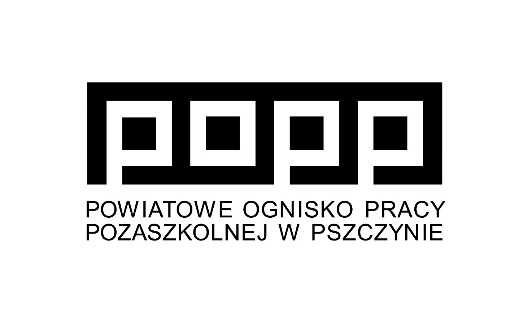 popp
POWIATOWE OGNISKO PRACY
POZASZKOLNEJ W PSZCZYNIE